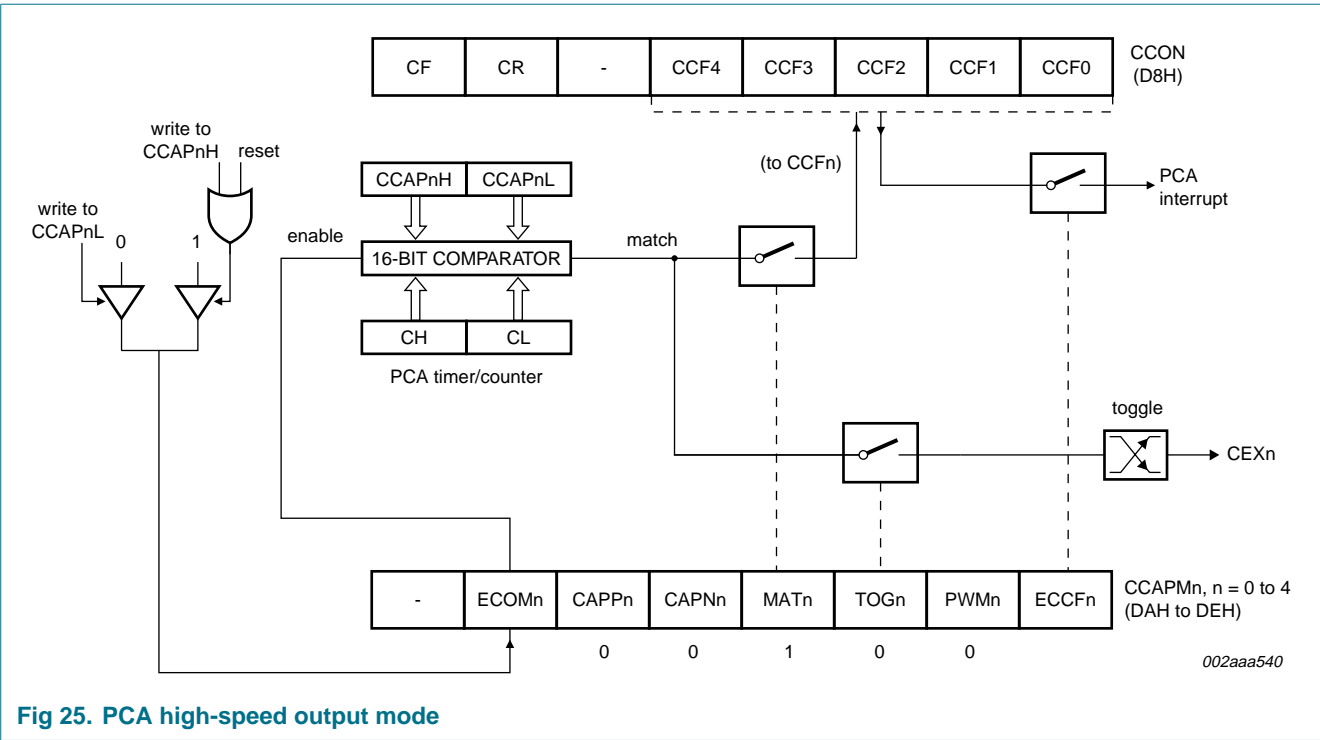 CF CR - CCF4 CCF3 CCF2 CCF1 CCF0
CCON
(D8H)
write to
CCAPnH
reset
write to
CCAPnL
0
1
enable
CCAPnH CCAPnL
16-BIT COMPARATOR
CH CL
PCA timer/counter
match
(to CCFn)
PCA
interrupt
toggle
CEXn
- ECOMn CAPPn CAPNn MATn TOGn PWMn ECCFn
CCAPMn, n = 0 to 4
(DAH to DEH)
0 0 1 0 0
002aaa540
Fig 25. PCA high-speed output mode